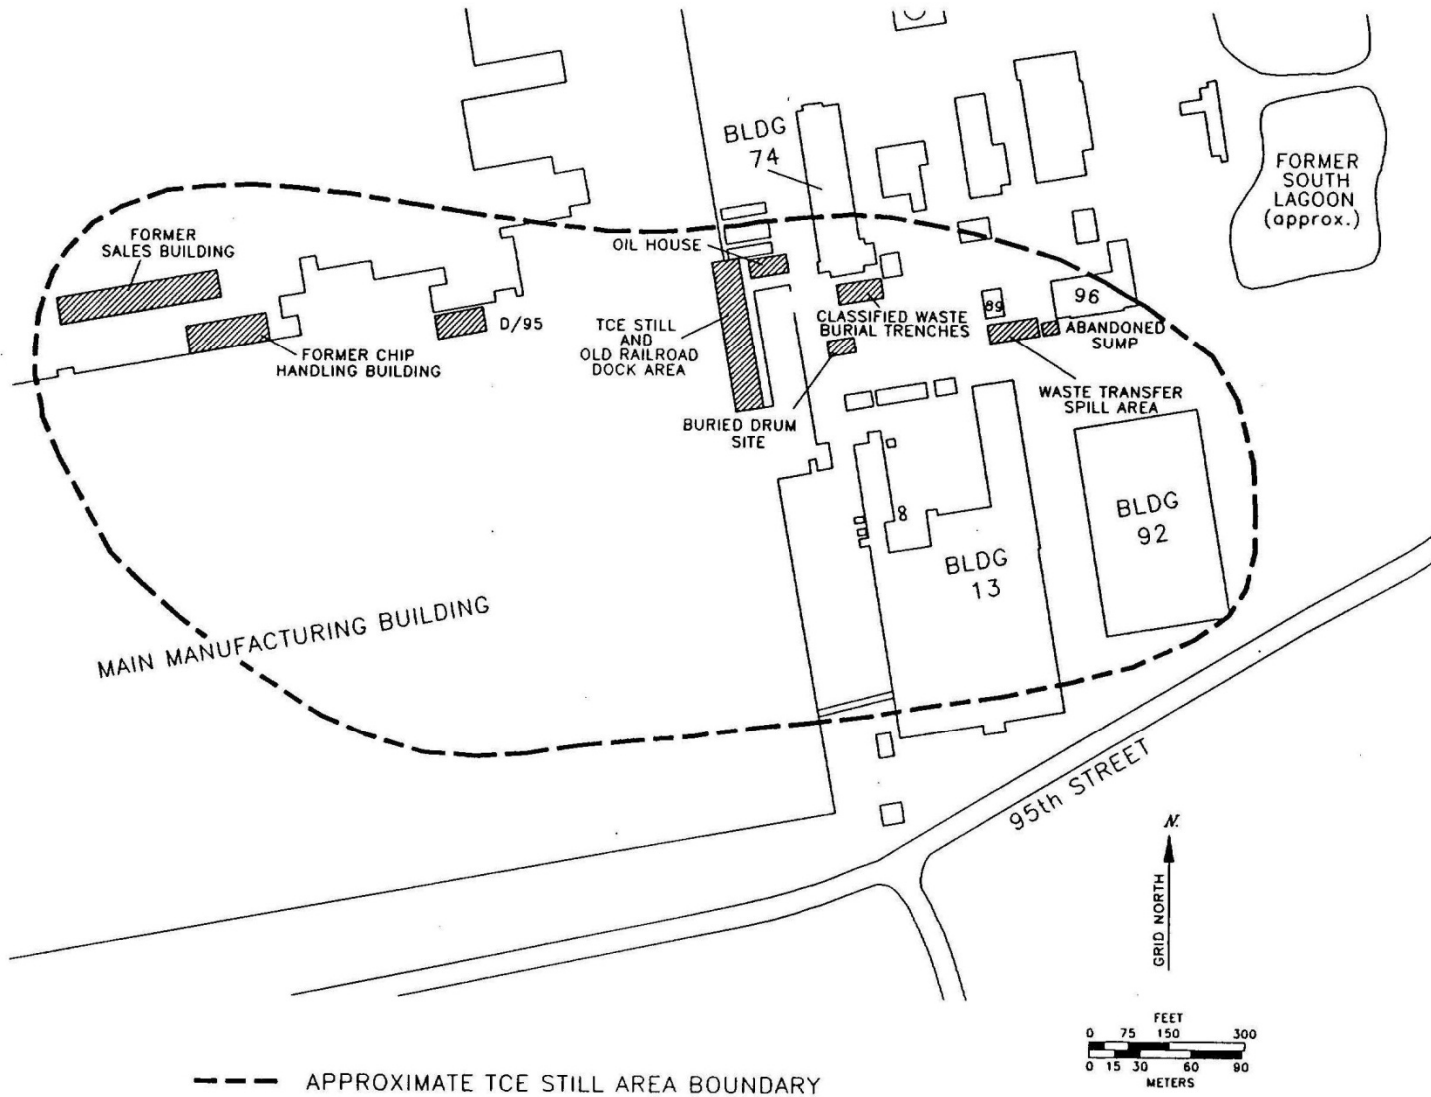 BLDG
74
FORMER
SOUTH
LAGOON
(approx.)
FORMER
SALES BUILDING
OIL HOUSE
D/95
FORMER CHIP
HANDLING BUILDING
TCE STILL
AND
OLD RAILROAD
DOCK AREA
CLASSIFIED WASTE
BURIAL TRENCHES
89
96
ABANDONED
SUMP
WASTE TRANSFER
SPILL AREA
BURIED DRUM
SITE
8
BLDG
13
BLDG
92
MAIN MANUFACTURING BUILDING
95th STREET
N.
GRID NORTH
FEET
0 75 150 300
0 15 30 60 90
METERS
APPROXIMATE TCE STILL AREA BOUNDARY